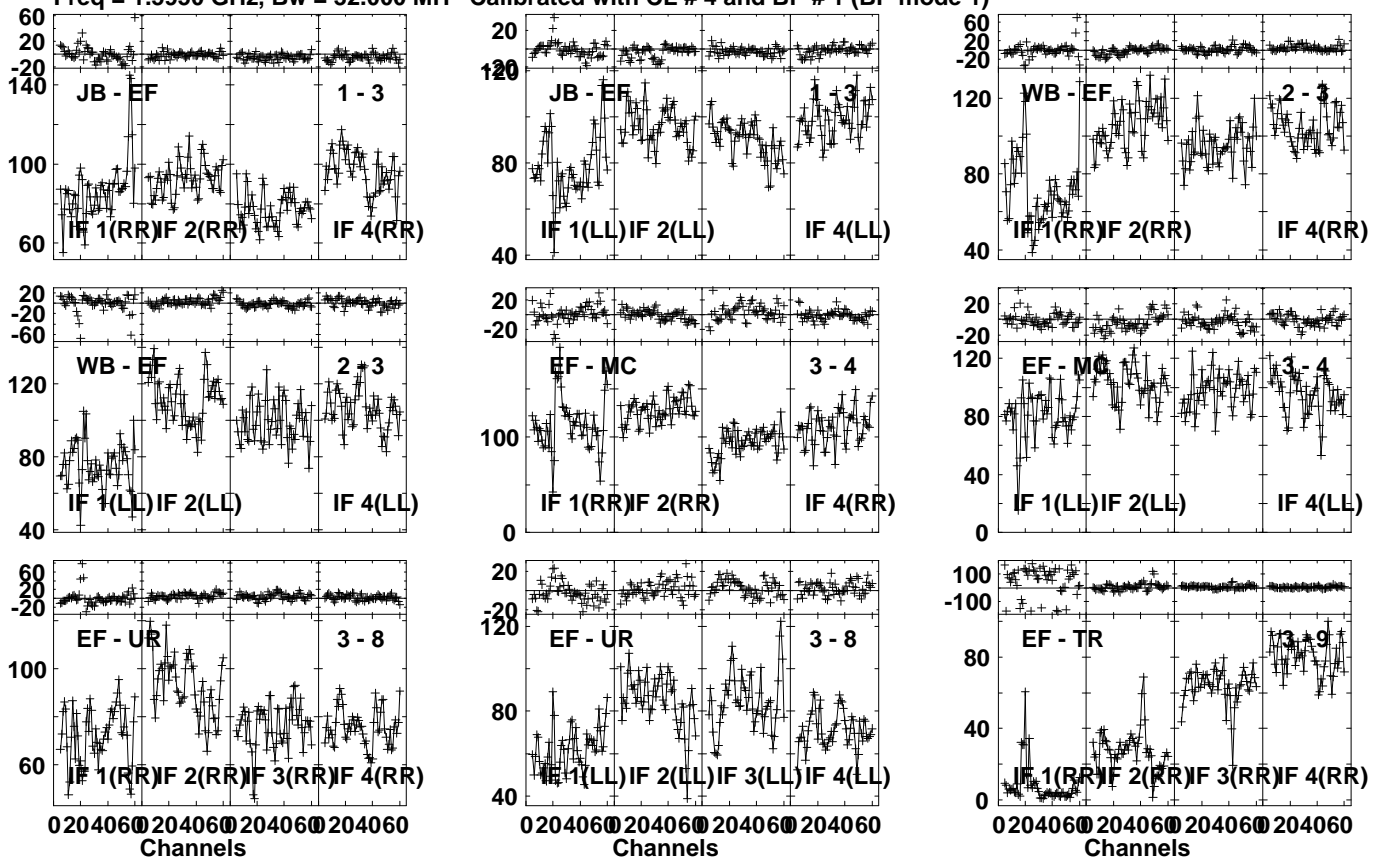 Calibrated with CL # 4 and BP # 1 (BP mode 1)
60 20 -20
140 100 60
JB - EF 1 - 3
IF 1(RR) IF 2(RR) IF 4(RR)
20 -20
120 80 40
JB - EF 1 - 3
IF 1(LL) IF 2(LL) IF 4(LL)
60 20 -20
120 80 40
WB - EF 2 - 3
IF 1(RR) IF 2(RR) IF 4(RR)
20 -20 -60
120 80 40
WB - EF 2 - 3
IF 1(LL) IF 2(LL) IF 4(LL)
20 -20
100 0
EF - MC 3 - 4
IF 1(RR) IF 2(RR) IF 4(RR)
20 -20
120 80 40 0
EF - MC 3 - 4
IF 1(LL) IF 2(LL) IF 4(LL)
60 20 -20
100 60
EF - UR 3 - 8
IF 1(RR) IF 2(RR) IF 3(RR) IF 4(RR)
0 20 40 60 0 20 40 60 0 20 40 60 0 20 40 60
Channels
20 -20
120 80 40
EF - UR 3 - 8
IF 1(LL) IF 2(LL) IF 3(LL) IF 4(LL)
0 20 40 60 0 20 40 60 0 20 40 60 0 20 40 60
Channels
100 -100
80 40 0
EF - TR 3 - 9
IF 1(RR) IF 2(RR) IF 3(RR) IF 4(RR)
0 20 40 60 0 20 40 60 0 20 40 60 0 20 40 60
Channels